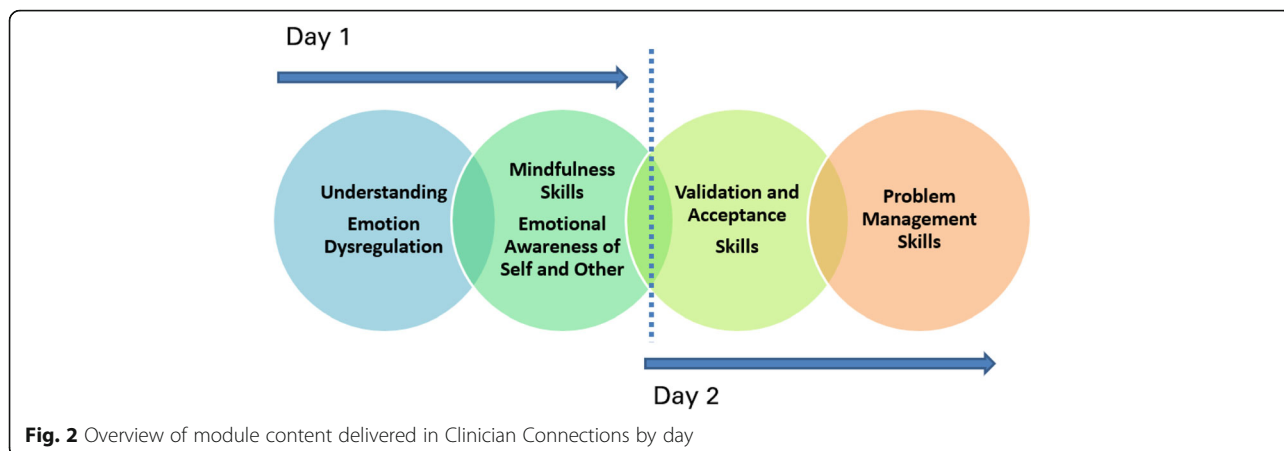 Day 1
Understanding
Emotion
Dysregulation
Mindfulness
Skills
Emotional
Awareness of
Self and Other
Validation and
Acceptance
Skills
Problem
Management
Skills
Day 2
Fig. 2 Overview of module content delivered in Clinician Connections by day